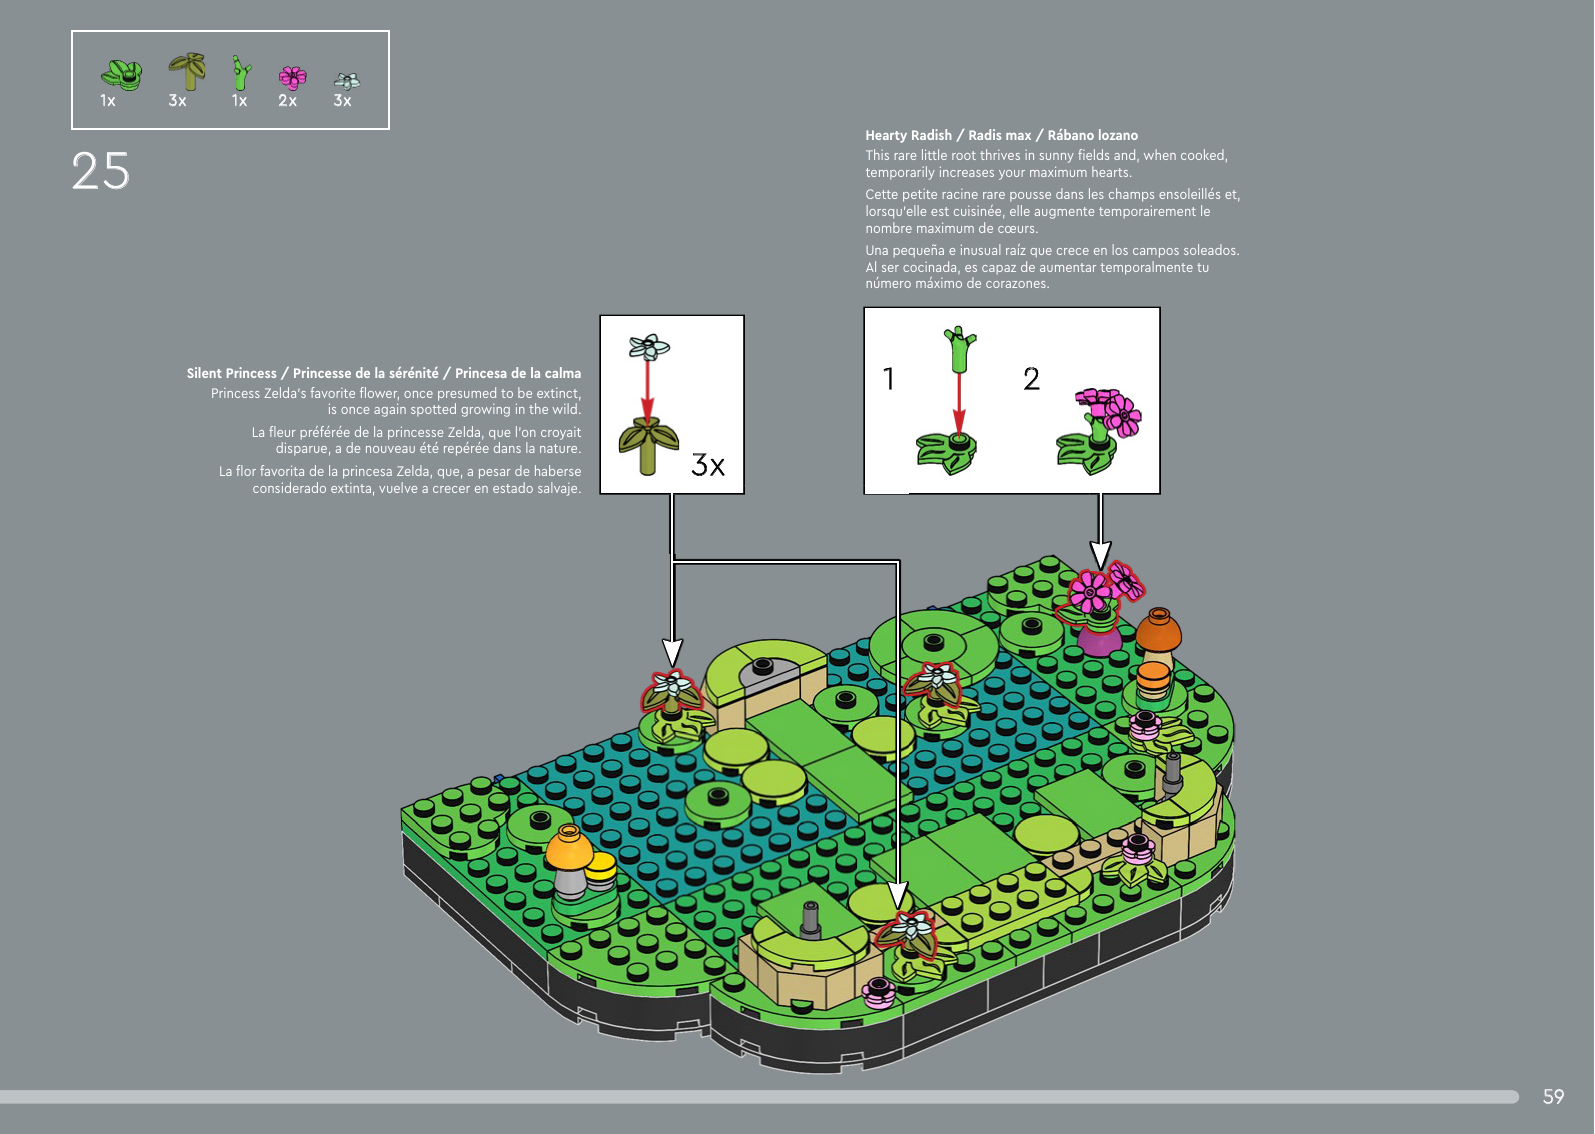 1x 3x 1x 2x 3x
25
Hearty Radish / Radis max / Rábano lozano
This rare little root thrives in sunny fields and, when cooked,
temporarily increases your maximum hearts.
Cette petite racine rare pousse dans les champs ensoleillés et,
lorsqu'elle est cuisinée, elle augmente temporairement le
nombre maximum de cœurs.
Una pequeña e inusual raíz que crece en los campos soleados.
Al ser cocinada, es capaz de aumentar temporalmente tu
número máximo de corazones.
Silent Princess / Princesse de la sérénité / Princesa de la calma
Princess Zelda's favorite flower, once presumed to be extinct,
is once again spotted growing in the wild.
La fleur préférée de la princesse Zelda, que l'on croyait
disparue, a de nouveau été repérée dans la nature.
La flor favorita de la princesa Zelda, que, a pesar de haberse
considerado extinta, vuelve a crecer en estado salvaje.
3x
1 2
59